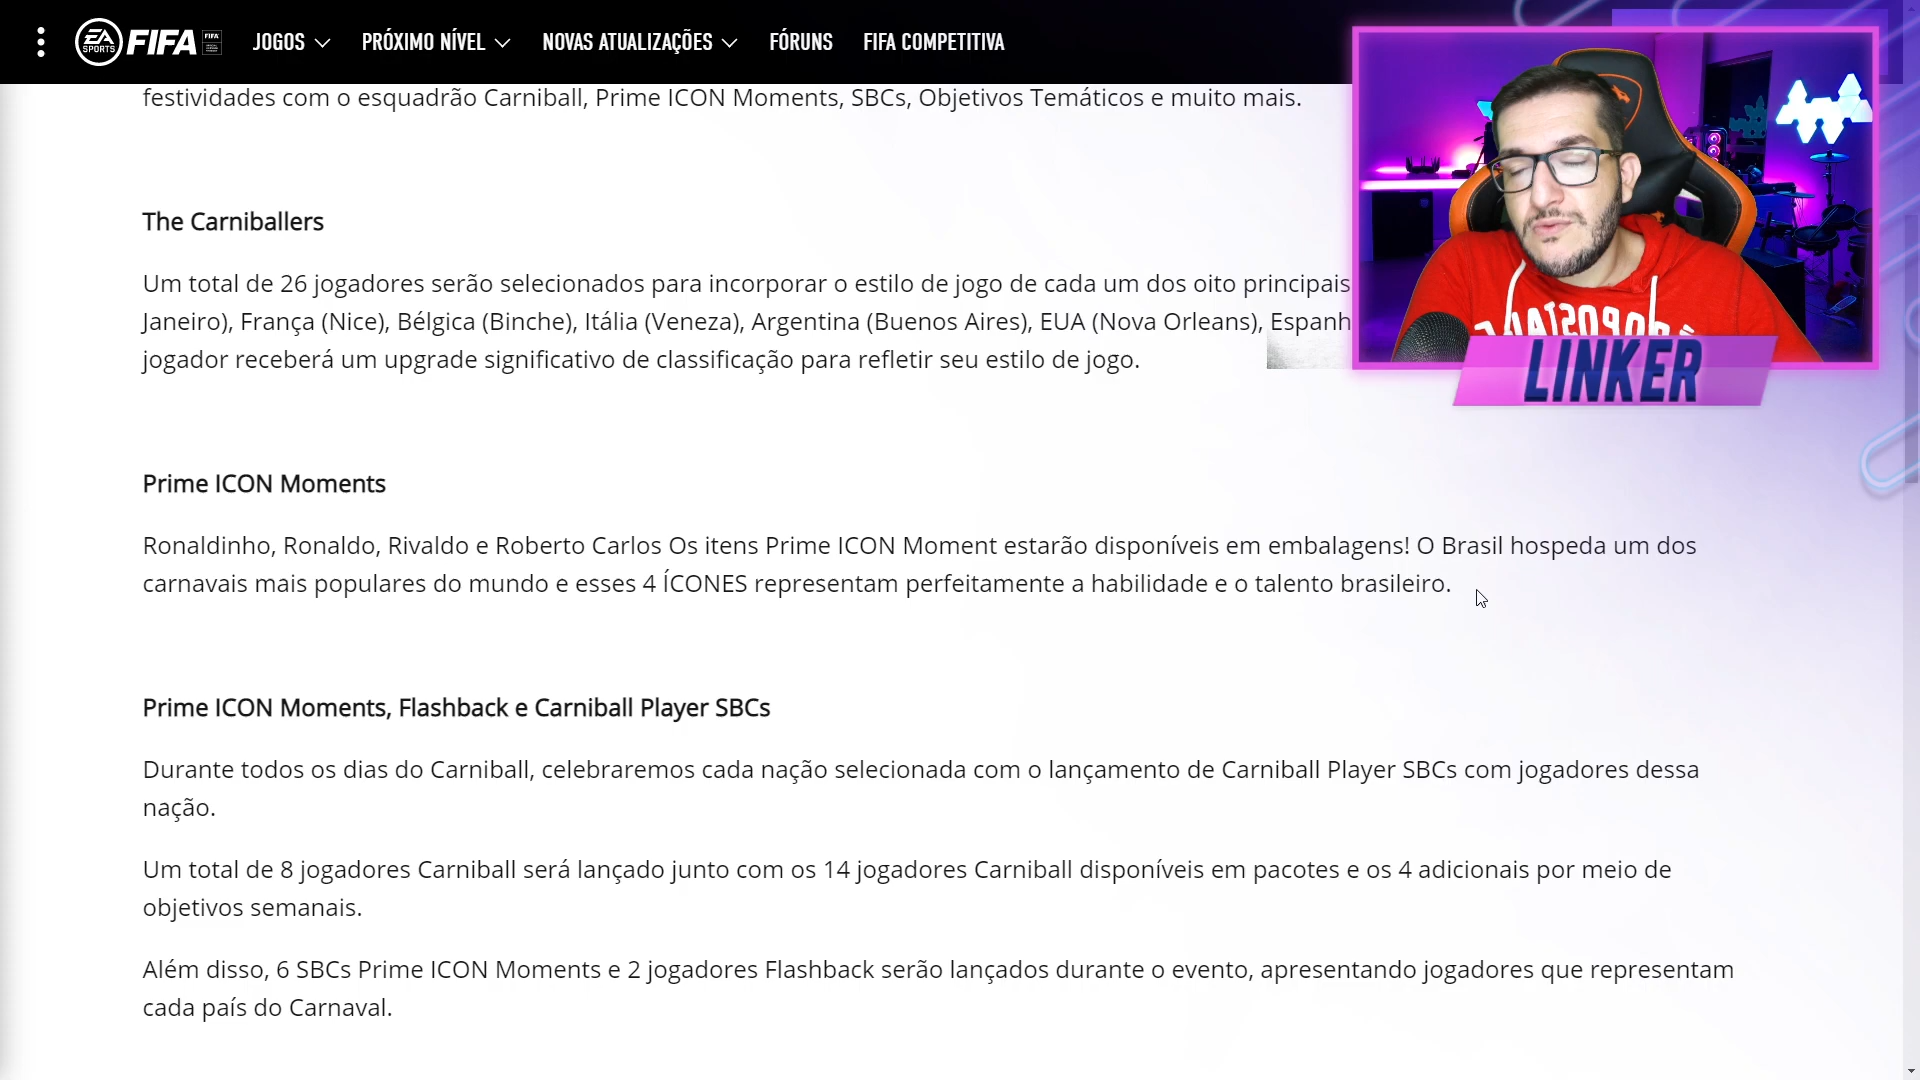 EA SPORTS FIFA JOGOS PRÓXIMO NÍVEL NOVAS ATUALIZAÇÕES FÓRUNS FIFA COMPETITIVA
festividades com o esquadrão Carniball, Prime ICON Moments, SBCs, Objetivos Temáticos e muito mais.
The Carniballers
Um total de 26 jogadores serão selecionados para incorporar o estilo de jogo de cada um dos oito principais
Janeiro), França (Nice), Bélgica (Binche), Itália (Veneza), Argentina (Buenos Aires), EUA (Nova Orleans), Espanh
jogador receberá um upgrade significativo de classificação para refletir seu estilo de jogo.
LINKER
Prime ICON Moments
Ronaldinho, Ronaldo, Rivaldo e Roberto Carlos Os itens Prime ICON Moment estarão disponíveis em embalagens! O Brasil hospeda um dos
carnavais mais populares do mundo e esses 4 ÍCONES representam perfeitamente a habilidade e o talento brasileiro.
Prime ICON Moments, Flashback e Carniball Player SBCs
Durante todos os dias do Carniball, celebraremos cada nação selecionada com o lançamento de Carniball Player SBCs com jogadores dessa
nação.
Um total de 8 jogadores Carniball será lançado junto com os 14 jogadores Carniball disponíveis em pacotes e os 4 adicionais por meio de
objetivos semanais.
Além disso, 6 SBCs Prime ICON Moments e 2 jogadores Flashback serão lançados durante o evento, apresentando jogadores que representam
cada país do Carnaval.